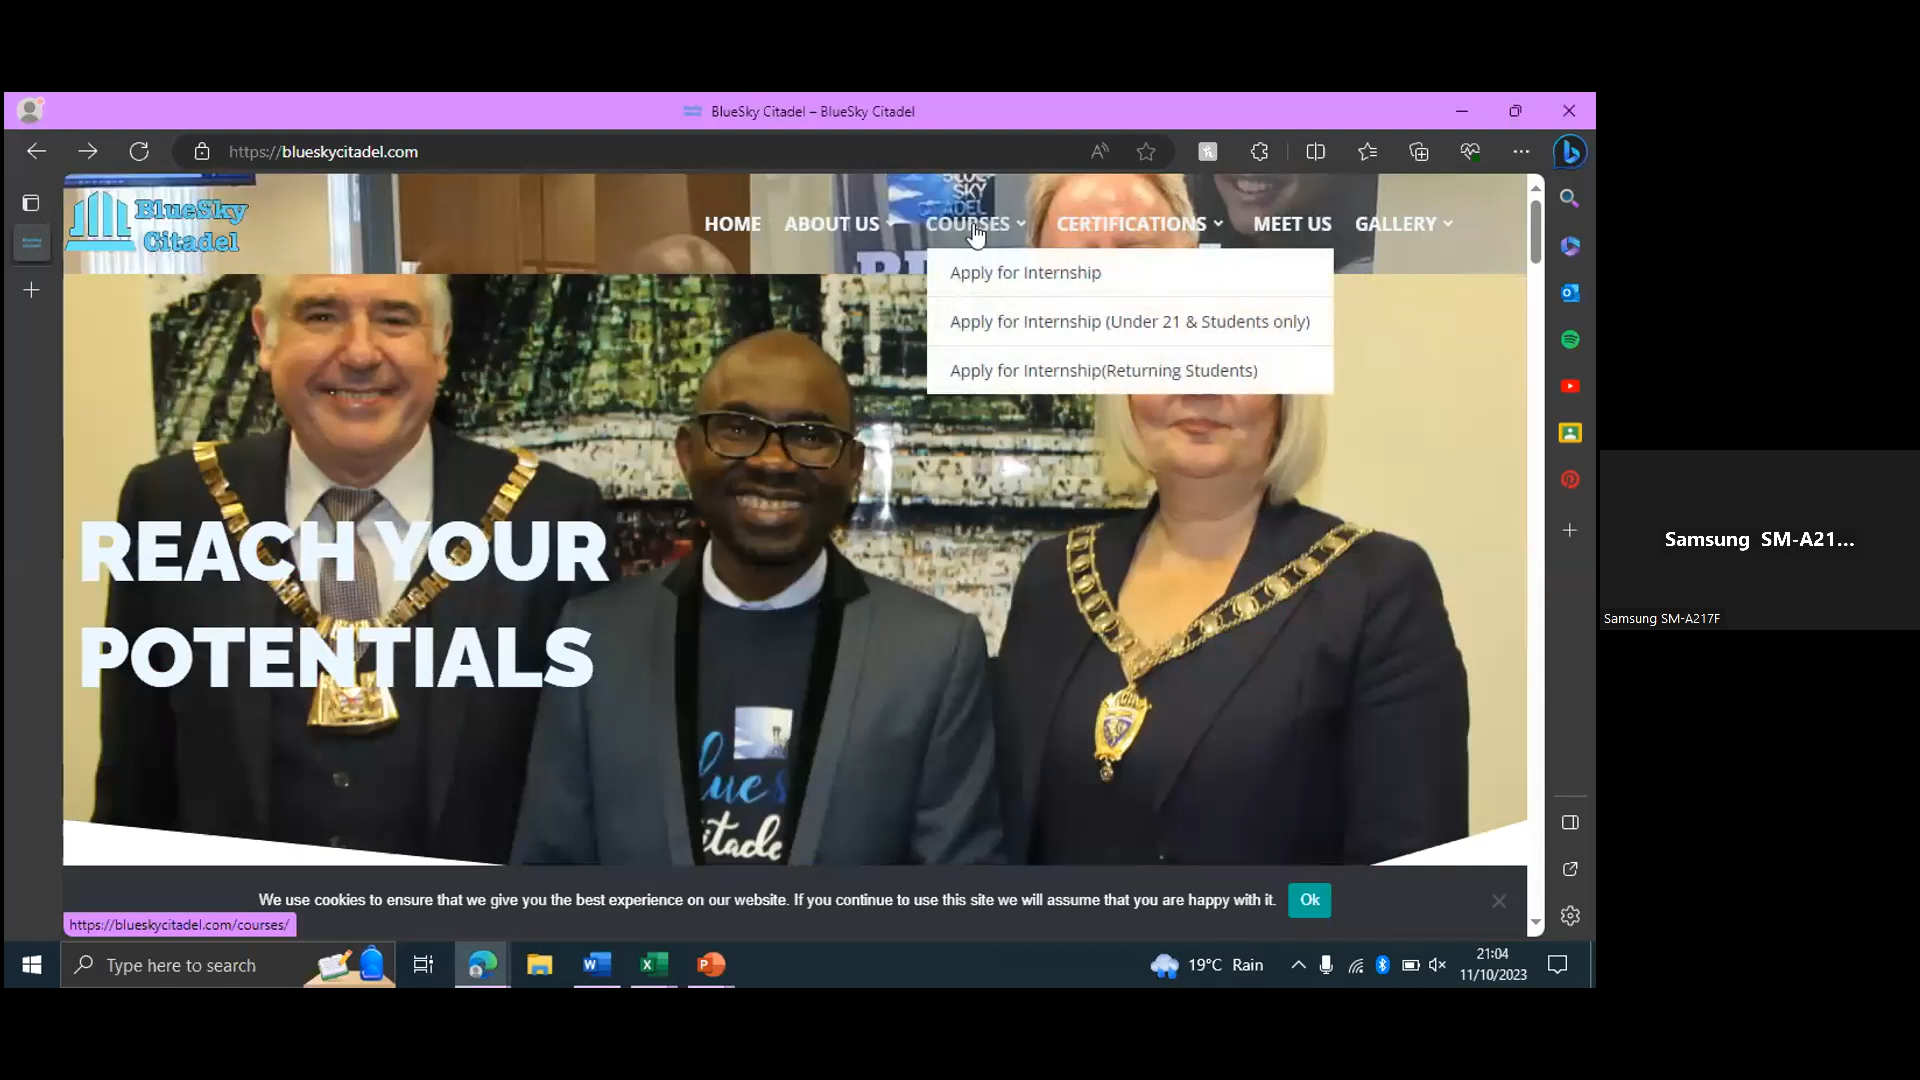 BlueSky Citadel – BlueSky Citadel
https://blueskycitadel.com
BlueSky
Citadel
SKY
CITADEL
HOME ABOUT US COURSES CERTIFICATIONS MEET US GALLERY
Apply for Internship
Apply for Internship (Under 21 & Students only)
Apply for Internship(Returning Students)
REACH YOUR
POTENTIALS
Samsung SM-A21...
Samsung SM-A217F
We use cookies to ensure that we give you the best experience on our website. If you continue to use this site we will assume that you are happy with it. Ok
https://blueskycitadel.com/courses/
Type here to search
19°C Rain
21:04
11/10/2023